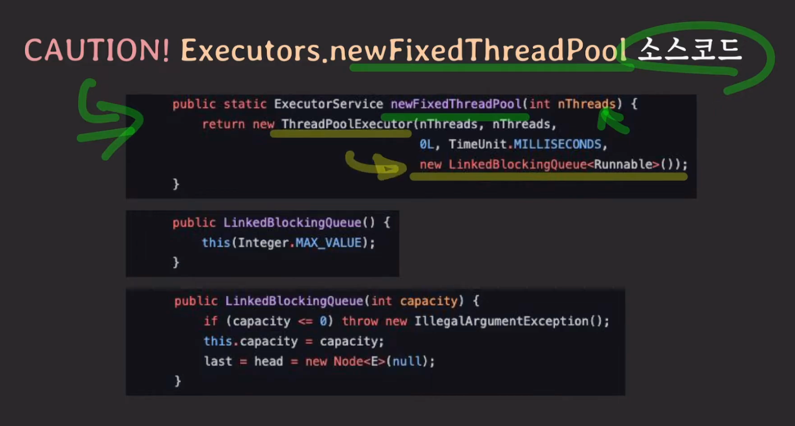 CAUTION! Executors.newFixedThreadPool 소스코드
public static ExecutorService newFixedThreadPool(int nThreads) {
return new ThreadPoolExecutor(nThreads, nThreads,
0L, TimeUnit.MILLISECONDS,
new LinkedBlockingQueue<Runnable>());
}
public LinkedBlockingQueue() {
this(Integer.MAX_VALUE);
}
public LinkedBlockingQueue(int capacity) {
if (capacity <= 0) throw new IllegalArgumentException();
this.capacity = capacity;
last = head = new Node<E>(null);
}